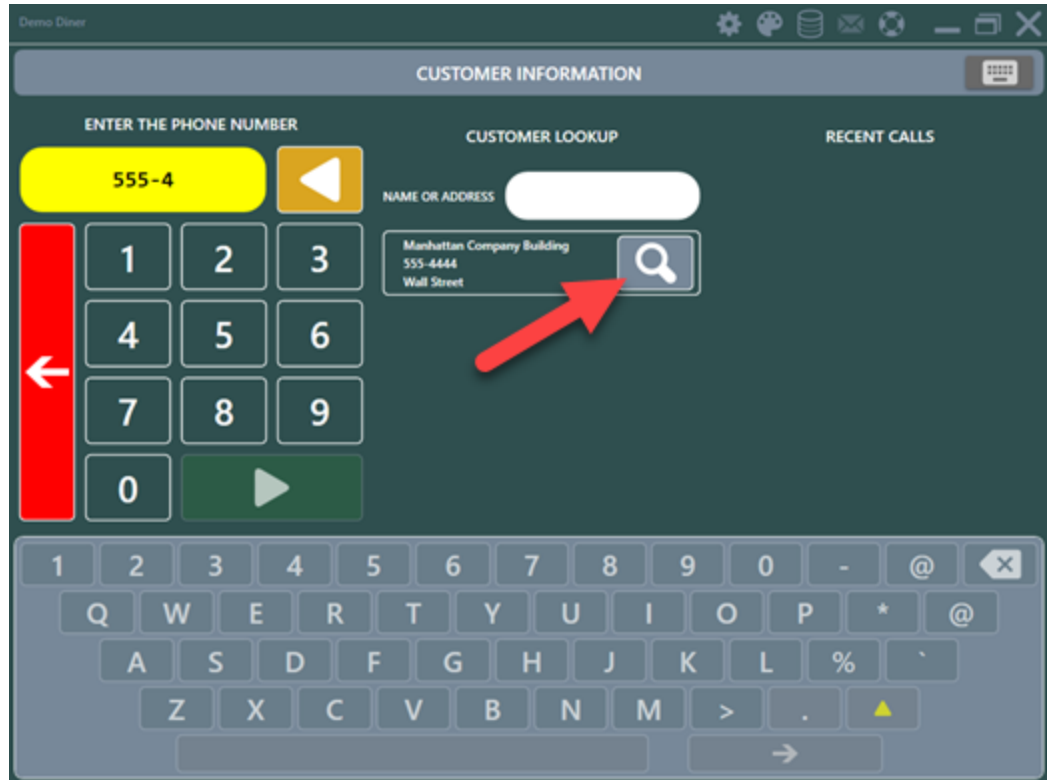 Demo Diner
CUSTOMER INFORMATION
ENTER THE PHONE NUMBER
CUSTOMER LOOKUP
RECENT CALLS
555-4
NAME OR ADDRESS
Manhattan Company Building
555-4444
Wall Street
1 2 3
4 5 6
7 8 9
0
1 2 3 4 5 6 7 8 9 0 - @
Q W E R T Y U I O P * @
A S D F G H J K L % `
Z X C V B N M > .